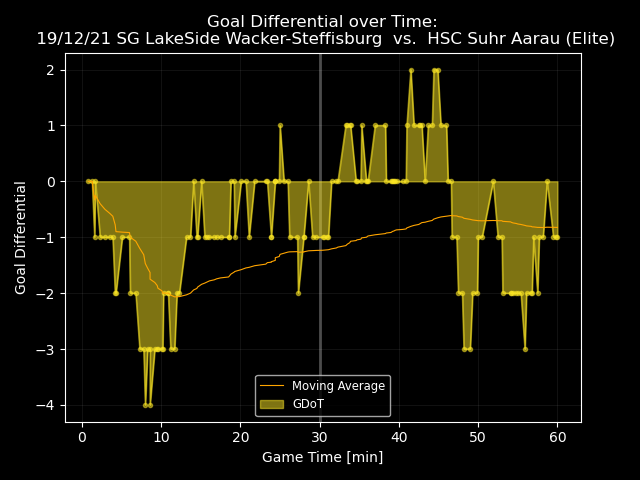 Goal Differential over Time:
19/12/21 SG LakeSide Wacker-Steffisburg  vs.  HSC Suhr Aarau (Elite)
2
1
0
−1
−2
−3
−4
Goal Differential
Moving Average
GDoT
0 10 20 30 40 50 60
Game Time [min]